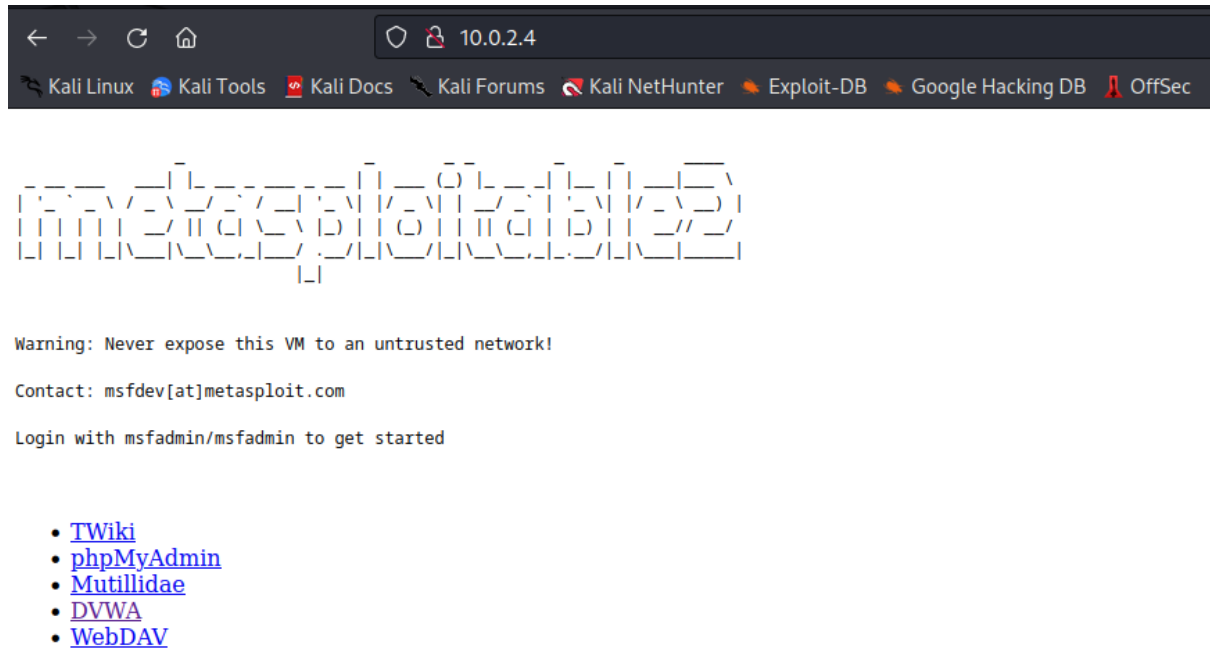 10.0.2.4
Kali Linux Kali Tools Kali Docs Kali Forums Kali NetHunter Exploit-DB Google Hacking DB OffSec
metasploitable2
Warning: Never expose this VM to an untrusted network!
Contact: msfdev[at]metasploit.com
Login with msfadmin/msfadmin to get started
• TWiki
• phpMyAdmin
• Mutillidae
• DVWA
• WebDAV